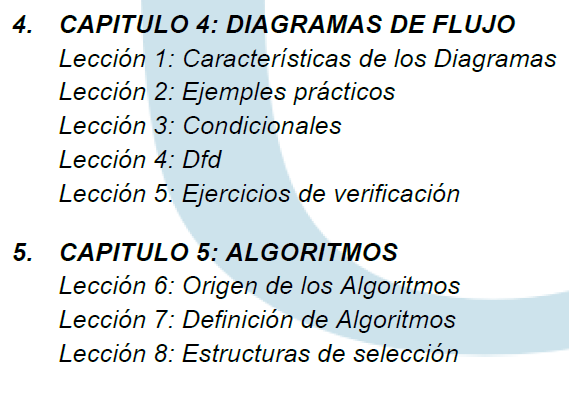 4. CAPITULO 4: DIAGRAMAS DE FLUJO
Lección 1: Características de los Diagramas
Lección 2: Ejemples prácticos
Lección 3: Condicionales
Lección 4: Dfd
Lección 5: Ejercicios de verificación
5. CAPITULO 5: ALGORITMOS
Lección 6: Origen de los Algoritmos
Lección 7: Definición de Algoritmos
Lección 8: Estructuras de selección